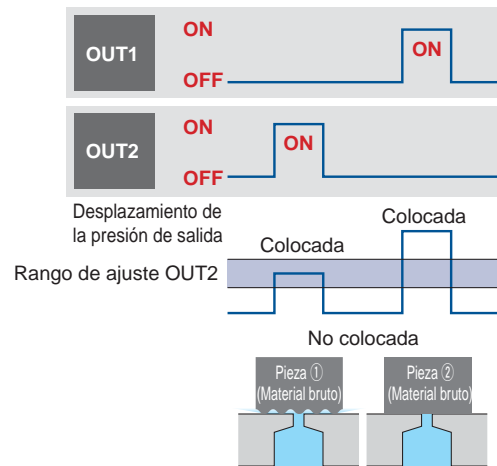 OUT1
ON
OFF
ON
OUT2
ON
OFF
ON
Desplazamiento de
la presión de salida
Colocada
Colocada
Rango de ajuste OUT2
No colocada
Pieza ①
(Material bruto)
Pieza ②
(Material bruto)